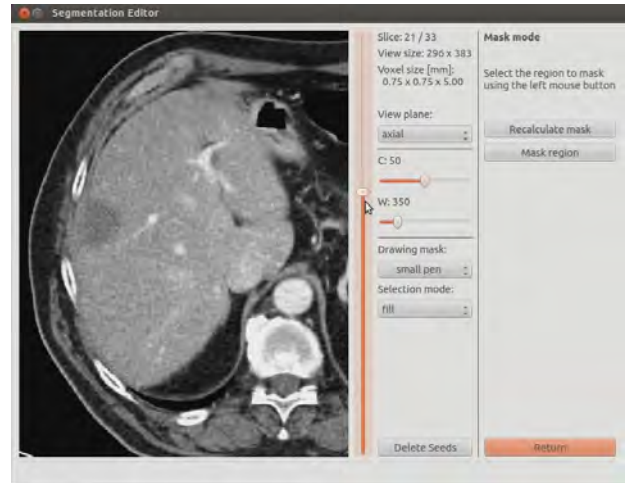 Segmentation Editor
Slice: 21 / 33
View size: 296 x 383
Voxel size [mm]:
0.75 x 0.75 x 5.00
View plane:
axial
C: 50
W: 350
Drawing mask:
small pen
Selection mode:
fill
Delete Seeds
Mask mode
Select the region to mask
using the left mouse button
Recalculate mask
Mask region
Return